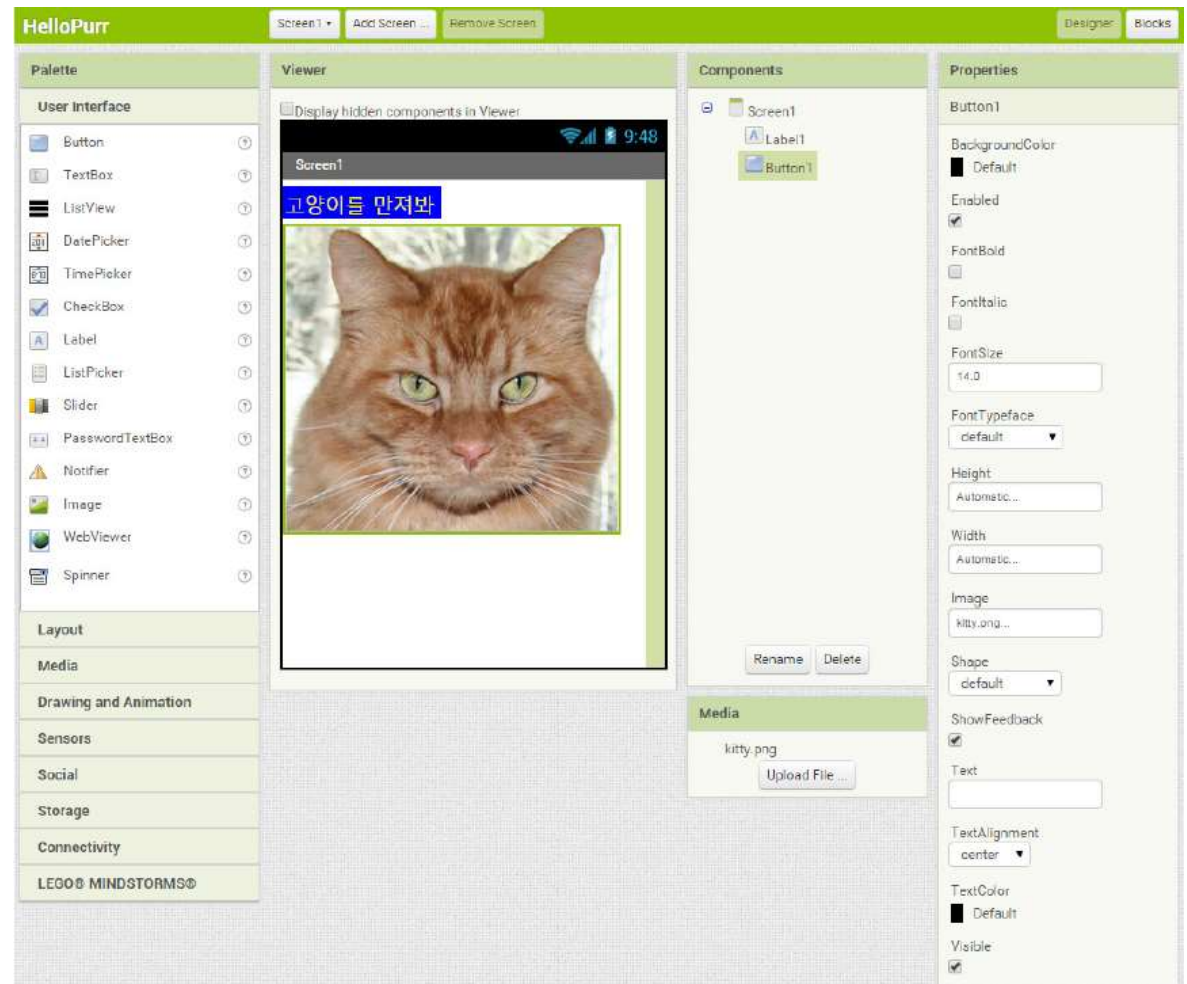 HelloPurr
Screen1
Add Screen ...
Remove Screen
Designer
Blocks
Palette
User Interface
Button
TextBox
ListView
DatePicker
TimePicker
CheckBox
Label
ListPicker
Slider
PasswordTextBox
Notifier
Image
WebViewer
Spinner
Layout
Media
Drawing and Animation
Sensors
Social
Storage
Connectivity
LEGO® MINDSTORMS®
Viewer
Display hidden components in Viewer
9:48
Screen1
고양이를 만져봐
Components
Screen1
Label1
Button1
Rename
Delete
Media
kitty.png
Upload File ...
Properties
Button1
BackgroundColor
Default
Enabled
FontBold
FontItalic
FontSize
14.0
FontTypeface
default
Height
Automatic...
Width
Automatic...
Image
kitty.png...
Shape
default
ShowFeedback
Text
TextAlignment
center
TextColor
Default
Visible